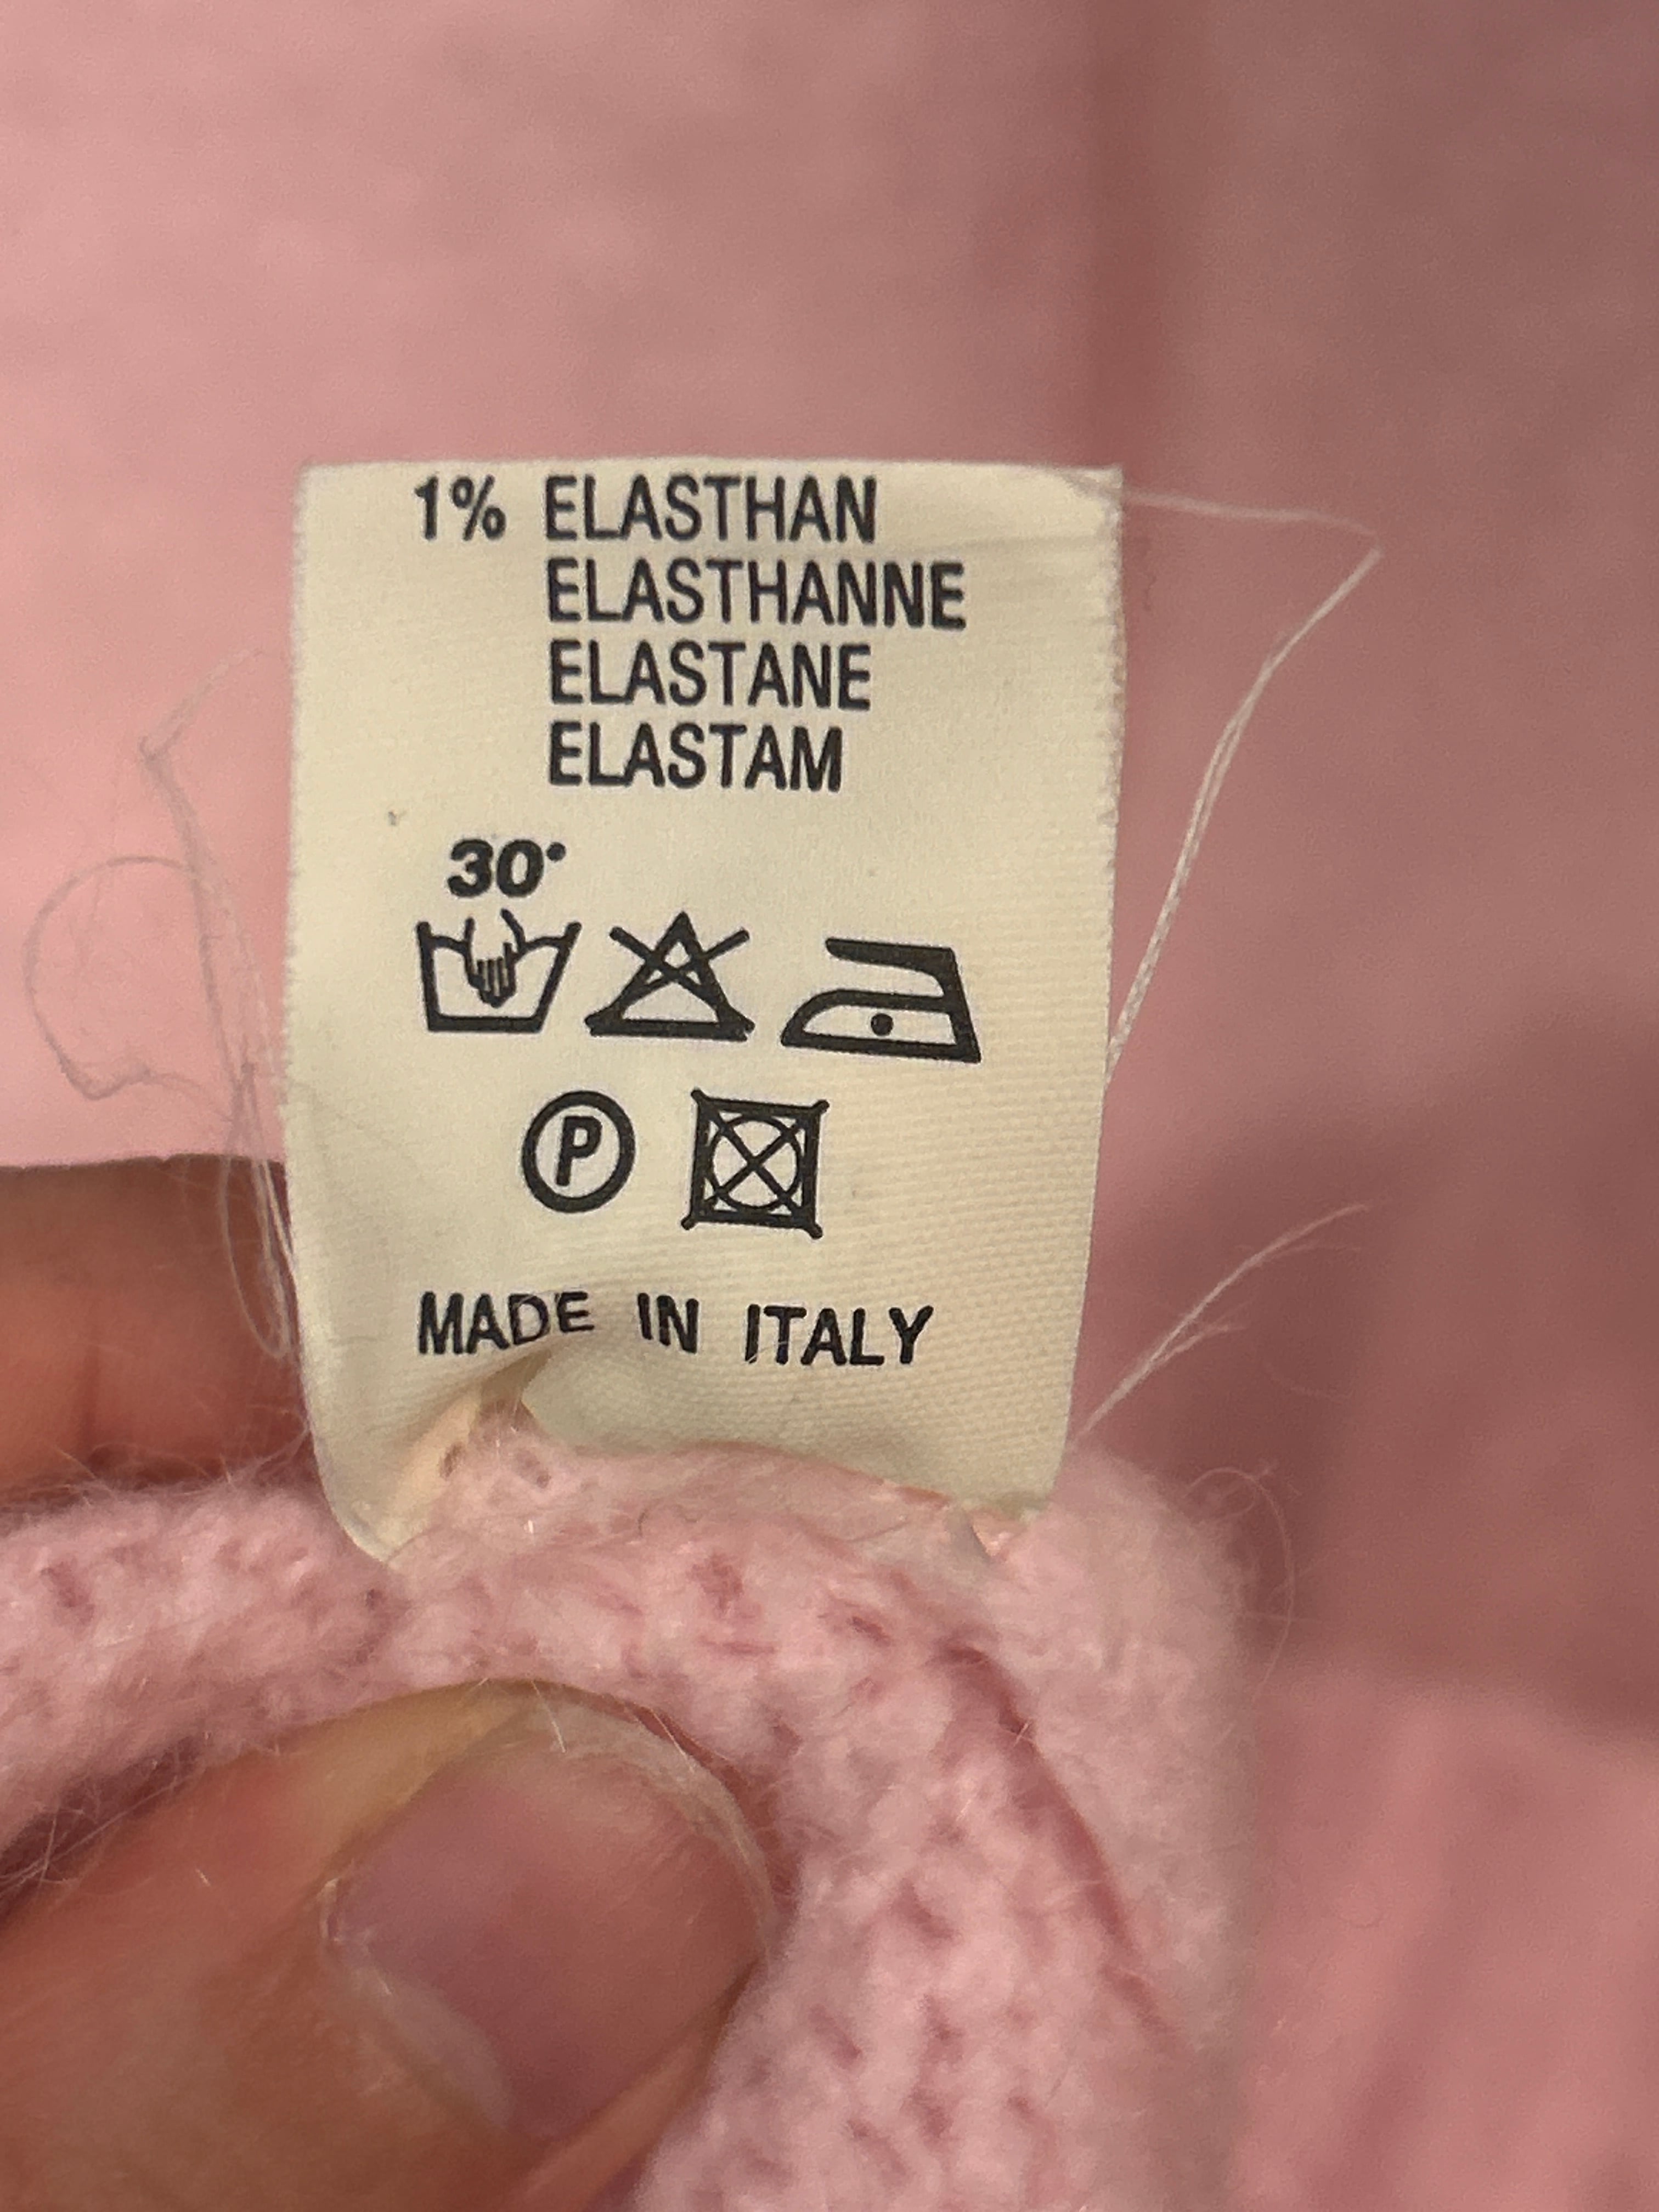 1% ELASTHAN
ELASTHANNE
ELASTANE
ELASTAM
30°
P
MADE IN ITALY